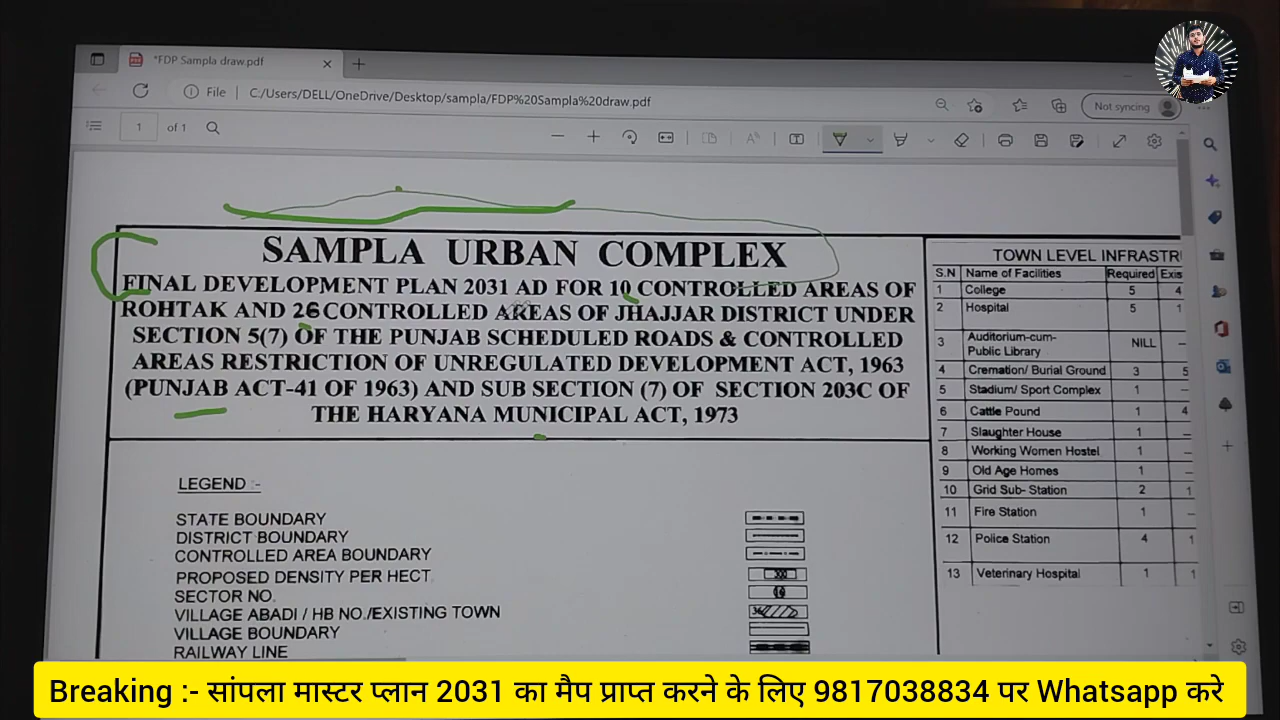 *FDP Sampla draw.pdf
File | C:/Users/DELL/OneDrive/Desktop/sampla/FDP%20Sampla%20draw.pdf
Not syncing
1 of 1
SAMPLA URBAN COMPLEX
FINAL DEVELOPMENT PLAN 2031 AD FOR 10 CONTROLLED AREAS OF
ROHTAK AND 26 CONTROLLED AREAS OF JHAJJAR DISTRICT UNDER
SECTION 5(7) OF THE PUNJAB SCHEDULED ROADS & CONTROLLED
AREAS RESTRICTION OF UNREGULATED DEVELOPMENT ACT, 1963
(PUNJAB ACT-41 OF 1963) AND SUB SECTION (7) OF SECTION 203C OF
THE HARYANA MUNICIPAL ACT, 1973
LEGEND :-
STATE BOUNDARY
DISTRICT BOUNDARY
CONTROLLED AREA BOUNDARY
PROPOSED DENSITY PER HECT.
SECTOR NO.
VILLAGE ABADI / HB NO./EXISTING TOWN
VILLAGE BOUNDARY
RAILWAY LINE
TOWN LEVEL INFRASTR
S.N Name of Facilities Required Exis
1 College 5 4
2 Hospital 5 1
3 Auditorium-cum-
Public Library NILL –
4 Cremation/ Burial Ground 3 5
5 Stadium/ Sport Complex 1 –
6 Cattle Pound 1 4
7 Slaughter House 1 –
8 Working Women Hostel 1 –
9 Old Age Homes 1 –
10 Grid Sub- Station 2 1
11 Fire Station 1 –
12 Police Station 4 1
13 Veterinary Hospital 1 1
Breaking :- सांपला मास्टर प्लान 2031 का मैप प्राप्त करने के लिए 9817038834 पर Whatsapp करे